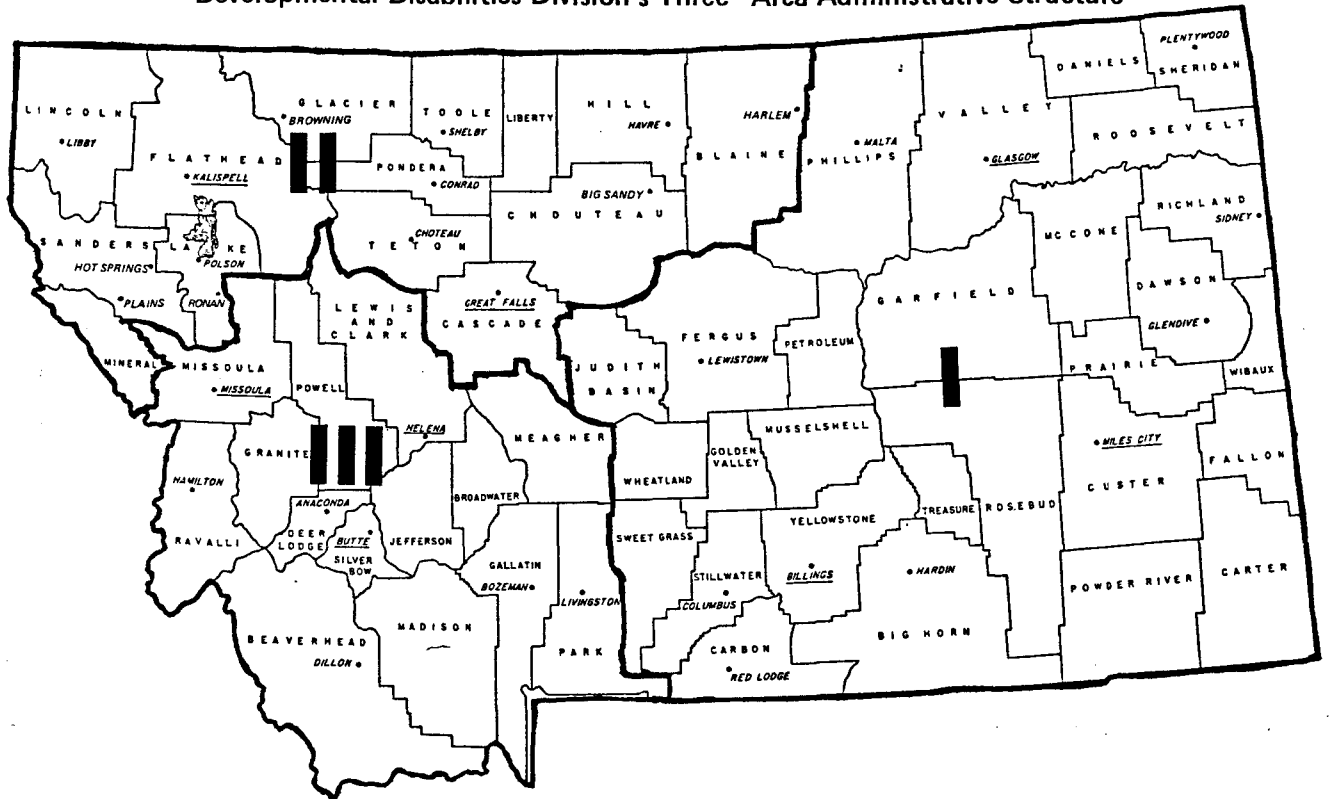 Developmental Disabilities Division's Three-Area Administrative Structure
PLENTYWOOD
DANIELS
SHERIDAN
LINCOLN
LIBBY
GLACIER
BROWNING
TOOLE
SHELBY
LIBERTY
HILL
HAVRE
HARLEM
BLAINE
VALLEY
MALTA
PHILLIPS
GLASGOW
ROOSEVELT
FLATHEAD
KALISPELL
II
PONDERA
CONRAD
BIG SANDY
CHOUTEAU
RICHLAND
SIDNEY
SANDERS
LAKE
HOT SPRINGS
POLSON
CHOTEAU
TETON
MC CONE
PLAINS
RONAN
LEWIS
AND
CLARK
GREAT FALLS
CASCADE
GARFIELD
DAWSON
GLENDIVE
FERGUS
LEWISTOWN
PETROLEUM
MINERAL
MISSOULA
MISSOULA
POWELL
JUDITH
BASIN
I
PRAIRIE
WIBAUX
HELENA
MEAGHER
MUSSELSHELL
GOLDEN
VALLEY
MILES CITY
CUSTER
FALLON
GRANITE
III
HAMILTON
RAVALLI
ANACONDA
DEER
LODGE
BUTTE
SILVER
BOW
JEFFERSON
BROADWATER
WHEATLAND
SWEET GRASS
YELLOWSTONE
TREASURE
ROSEBUD
GALLATIN
BOZEMAN
LIVINGSTON
STILLWATER
COLUMBUS
BILLINGS
HARDIN
POWDER RIVER
CARTER
BEAVERHEAD
DILLON
MADISON
PARK
CARBON
RED LODGE
BIG HORN